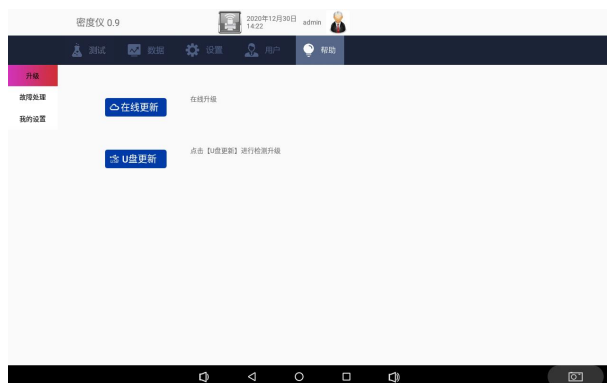 密度仪 0.9
2020年12月30日
14:22
admin
测试
数据
设置
用户
帮助
升级
故障处理
我的设置
在线更新
在线升级
U盘更新
点击【U盘更新】进行检测升级